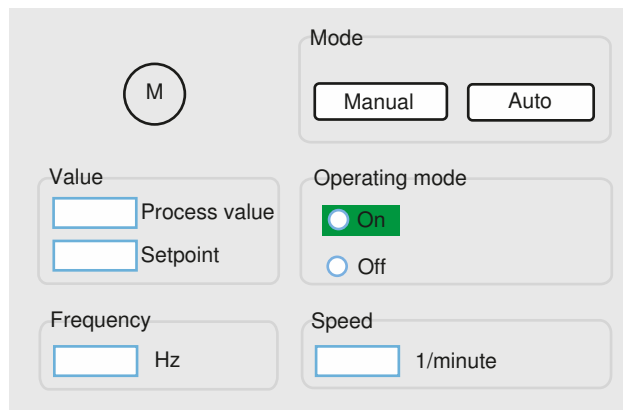 M
Mode
Manual Auto
Value
Process value
Setpoint
Operating mode
On
Off
Frequency
Hz
Speed
1/minute